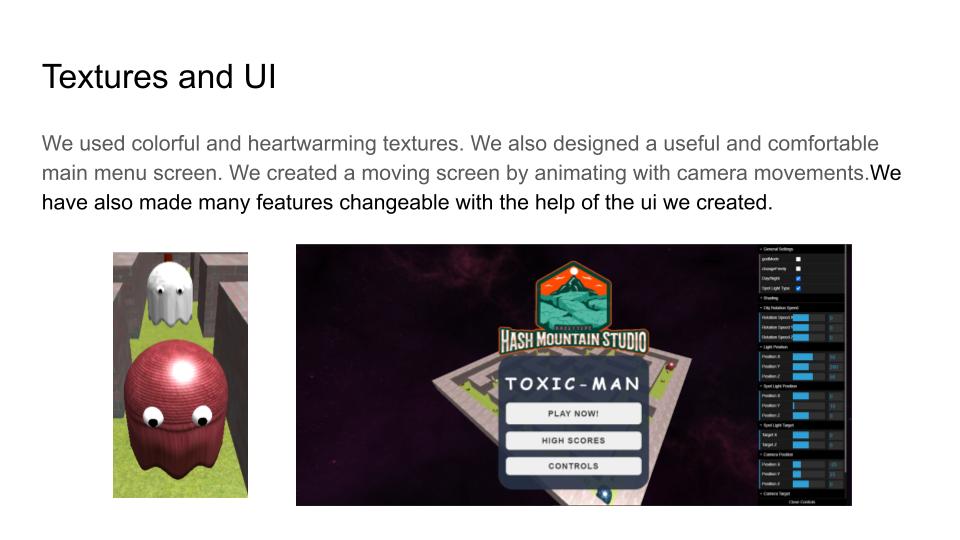 Textures and UI
We used colorful and heartwarming textures. We also designed a useful and comfortable
main menu screen. We created a moving screen by animating with camera movements.We
have also made many features changeable with the help of the ui we created.
HASH MOUNTAIN STUDIO
TOXIC-MAN
PLAY NOW!
HIGH SCORES
CONTROLS
General Settings
godMode
Day/Night
Spot Light Type
Shading
City Rotation Speed
Rotation Speed
Rotation Speed
Rotation Speed
Light Position
Position X
Position Y
Position Z
Spot Light Position
Position X
Position Y
Position Z
Spot Light Target
Target X
Target Z
Camera Position
Position X
Position Y
Position Z
Camera Target
Close Controls